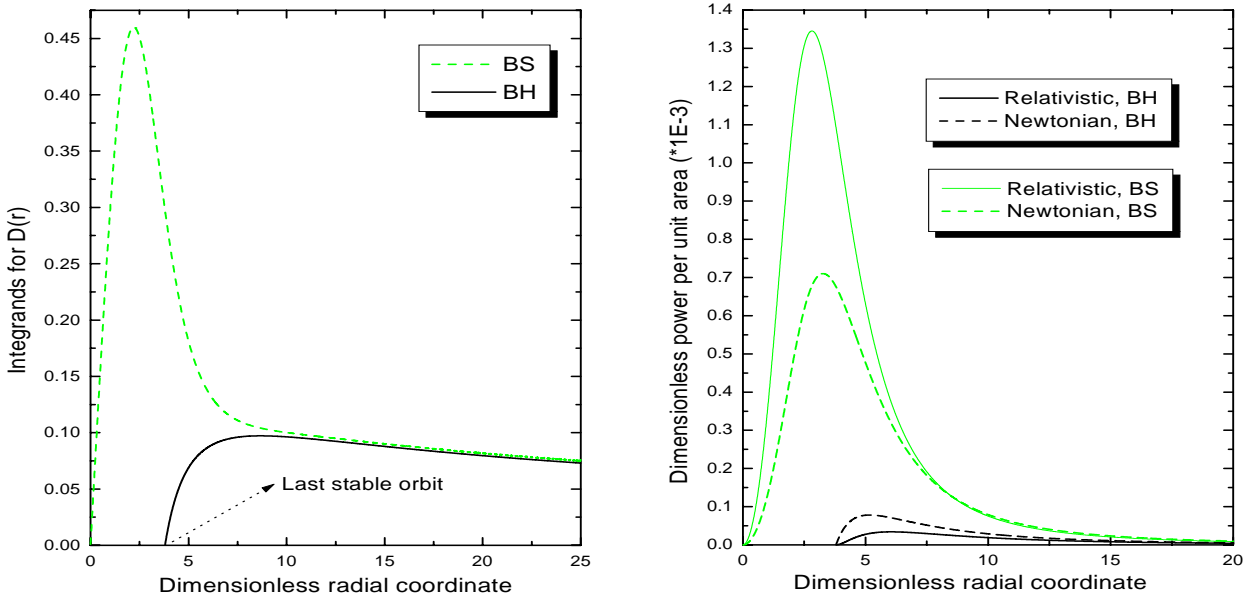 Integrands for D(r)
0.45
0.40
0.35
0.30
0.25
0.20
0.15
0.10
0.05
0.00
BS
BH
Last stable orbit
0 5 10 15 20 25
Dimensionless radial coordinate
Dimensionless power per unit area (*1E-3)
1.4
1.3
1.2
1.1
1.0
0.9
0.8
0.7
0.6
0.5
0.4
0.3
0.2
0.1
0.0
Relativistic, BH
Newtonian, BH
Relativistic, BS
Newtonian, BS
0 5 10 15 20
Dimensionless radial coordinate